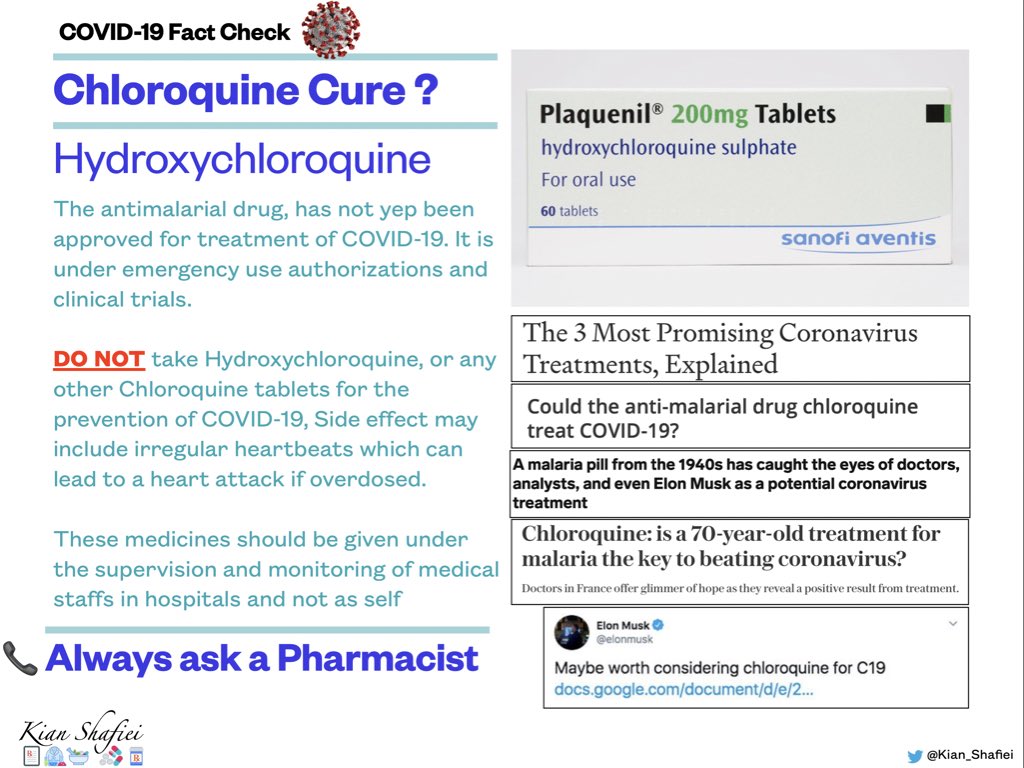 COVID-19 Fact Check
Chloroquine Cure ?
Hydroxychloroquine
The antimalarial drug, has not yep been
approved for treatment of COVID-19. It is
under emergency use authorizations and
clinical trials.
DO NOT take Hydroxychloroquine, or any
other Chloroquine tablets for the
prevention of COVID-19, Side effect may
include irregular heartbeats which can
lead to a heart attack if overdosed.
These medicines should be given under
the supervision and monitoring of medical
staffs in hospitals and not as self
Always ask a Pharmacist
Kian Shafiei
Plaquenil® 200mg Tablets
hydroxychloroquine sulphate
For oral use
60 tablets
sanofi aventis
The 3 Most Promising Coronavirus
Treatments, Explained
Could the anti-malarial drug chloroquine
treat COVID-19?
A malaria pill from the 1940s has caught the eyes of doctors,
analysts, and even Elon Musk as a potential coronavirus
treatment
Chloroquine: is a 70-year-old treatment for
malaria the key to beating coronavirus?
Doctors in France offer glimmer of hope as they reveal a positive result from treatment.
Elon Musk
@elonmusk
Maybe worth considering chloroquine for C19
docs.google.com/document/d/e/2...
@Kian_Shafiei